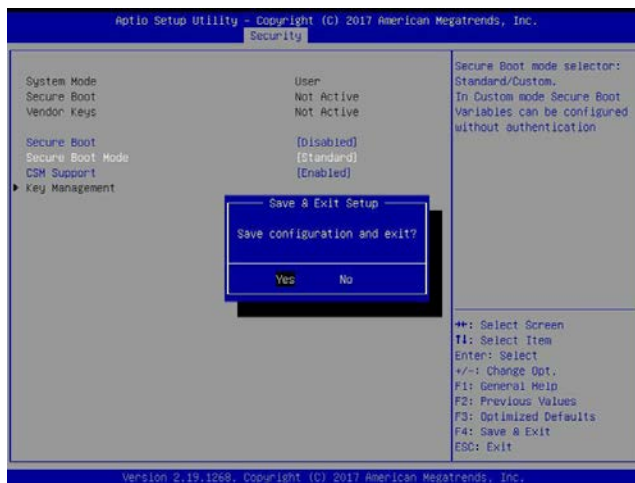 Aptio Setup Utility - Copyright (C) 2017 American Megatrends, Inc.
Security
System Mode User
Secure Boot Not Active
Vendor Keys Not Active
Secure Boot [Disabled]
Secure Boot Mode [Standard]
CSM Support [Enabled]
Key Management
Save & Exit Setup
Save configuration and exit?
Yes No
Secure Boot mode selector:
Standard/Custom.
In Custom mode Secure Boot
Variables can be configured
without authentication
: Select Screen
: Select Item
Enter: Select
+/-: Change Opt.
F1: General Help
F2: Previous Values
F3: Optimized Defaults
F4: Save & Exit
ESC: Exit
Version 2.19.1268. Copyright (C) 2017 American Megatrends, Inc.